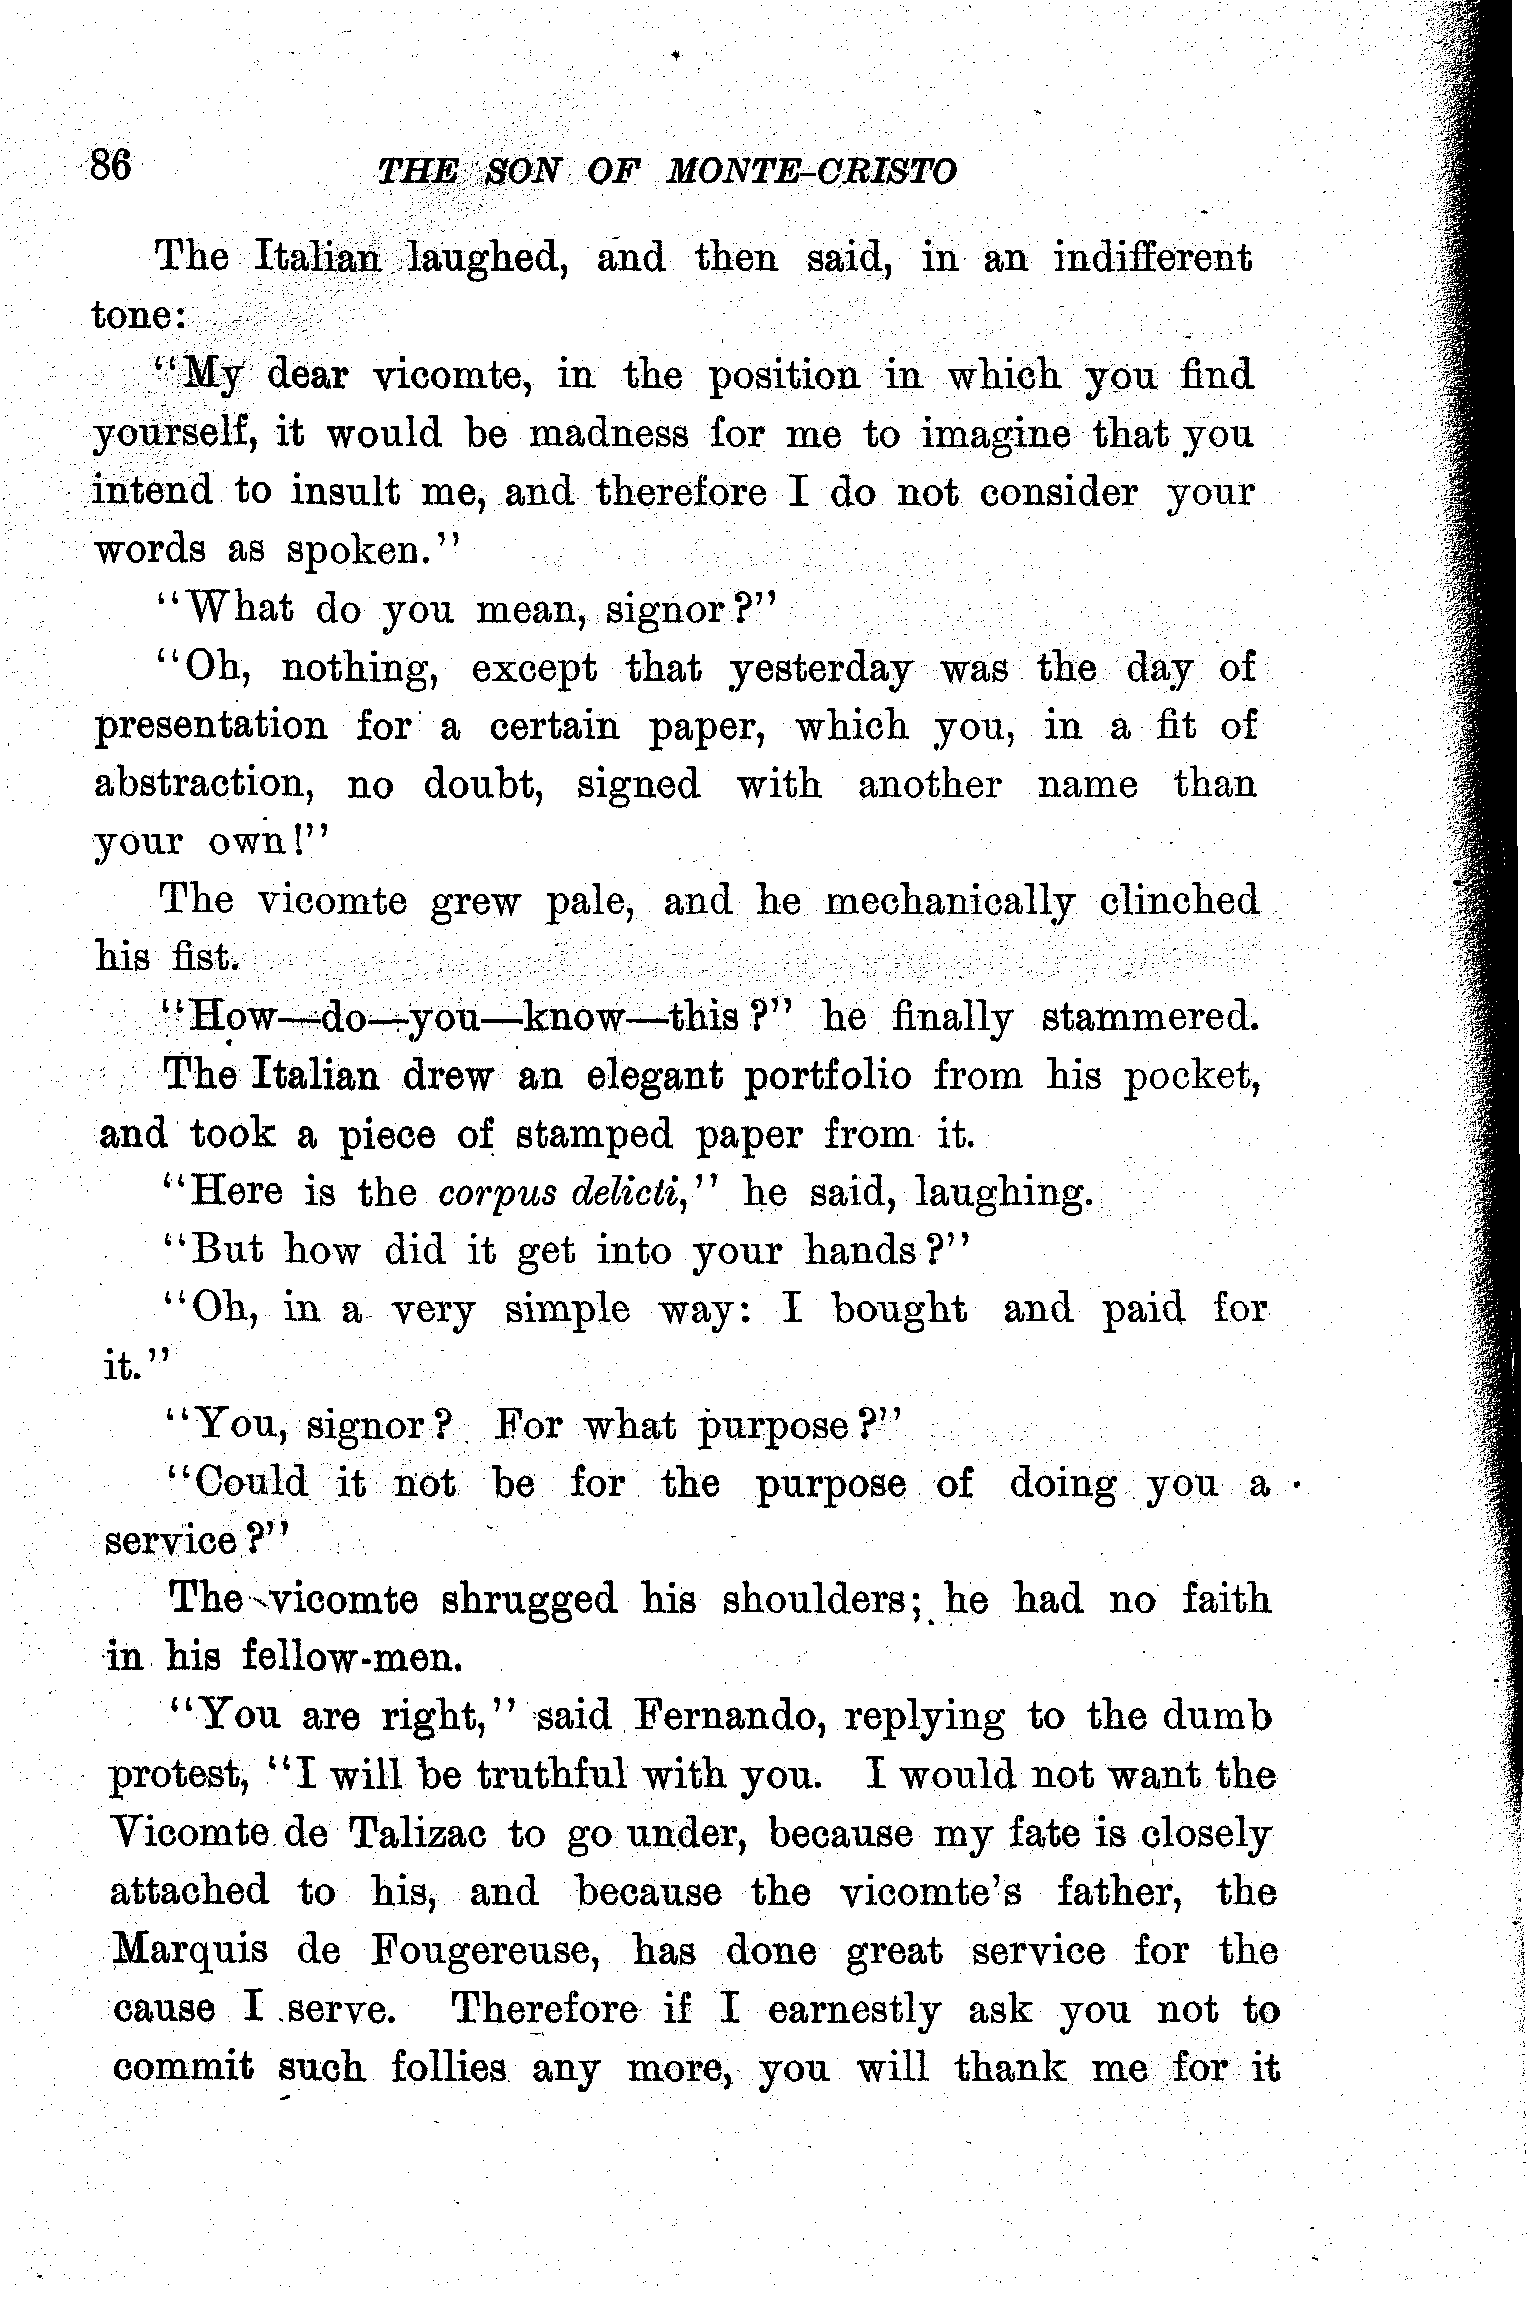 86 THE SON OF MONTE-CRISTO
The Italian laughed, and then said, in an indifferent
tone:
"My dear vicomte, in the position in which you find
yourself, it would be madness for me to imagine that you
intend to insult me, and therefore I do not consider your
words as spoken."
"What do you mean, signor?"
"Oh, nothing, except that yesterday was the day of
presentation for a certain paper, which you, in a fit of
abstraction, no doubt, signed with another name than
your own!"
The vicomte grew pale, and he mechanically clinched
his fist.
"How—do—you—know—this?" he finally stammered.
The Italian drew an elegant portfolio from his pocket,
and took a piece of stamped paper from it.
"Here is the corpus delicti," he said, laughing.
"But how did it get into your hands?"
"Oh, in a very simple way: I bought and paid for
it."
"You, signor? For what purpose?"
"Could it not be for the purpose of doing you a
service?"
The vicomte shrugged his shoulders; he had no faith
in his fellow-men.
"You are right," said Fernando, replying to the dumb
protest, "I will be truthful with you. I would not want the
Vicomte de Talizac to go under, because my fate is closely
attached to his, and because the vicomte's father, the
Marquis de Fougereuse, has done great service for the
cause I serve. Therefore if I earnestly ask you not to
commit such follies any more, you will thank me for it